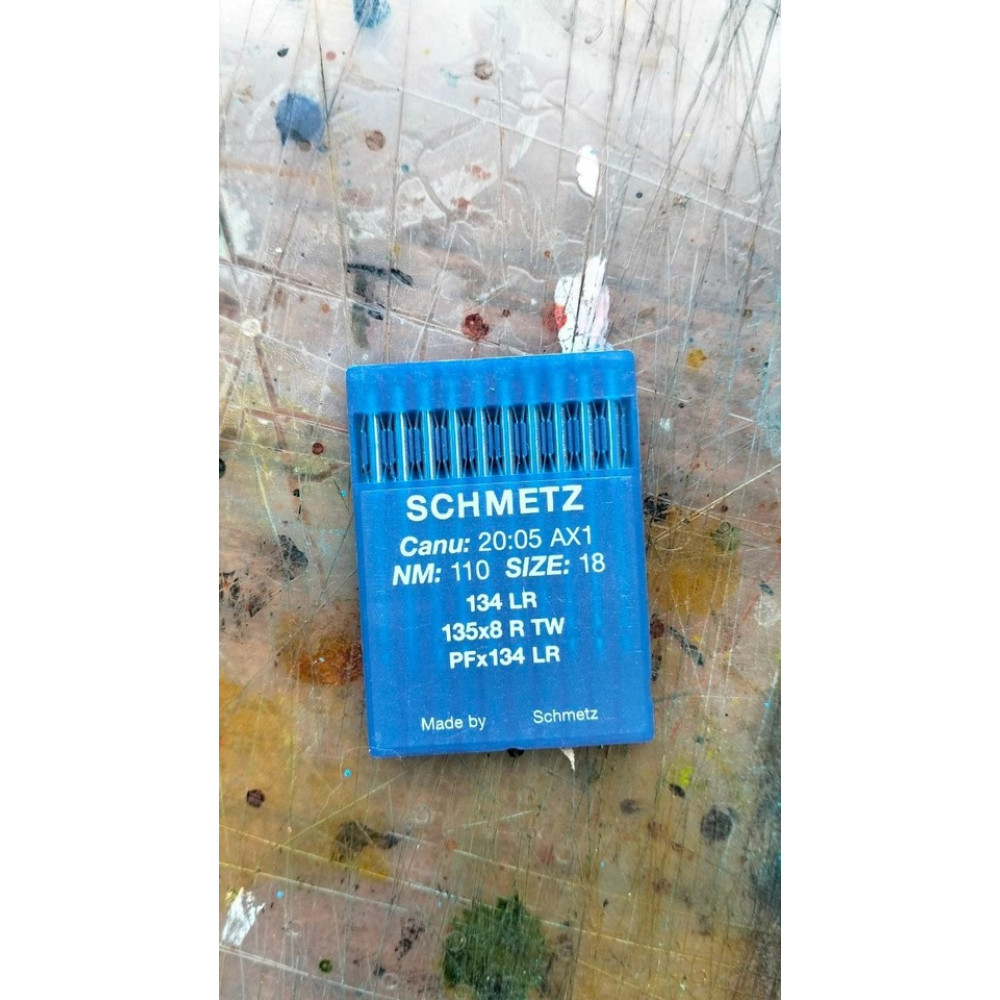 SCHMETZ
Canu: 20:05 AX1
NM: 110 SIZE: 18
134 LR
135x8 R TW
PFx134 LR
Made by Schmetz